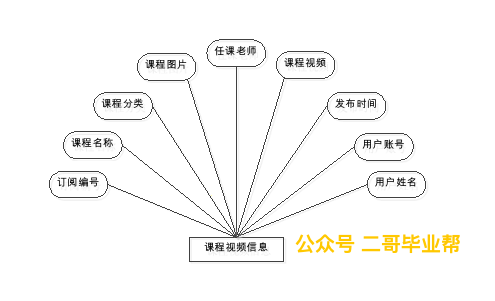 任课老师
课程图片
课程视频
课程分类
发布时间
课程名称
用户账号
订阅编号
用户姓名
课程视频信息
公众号 二哥毕业帮